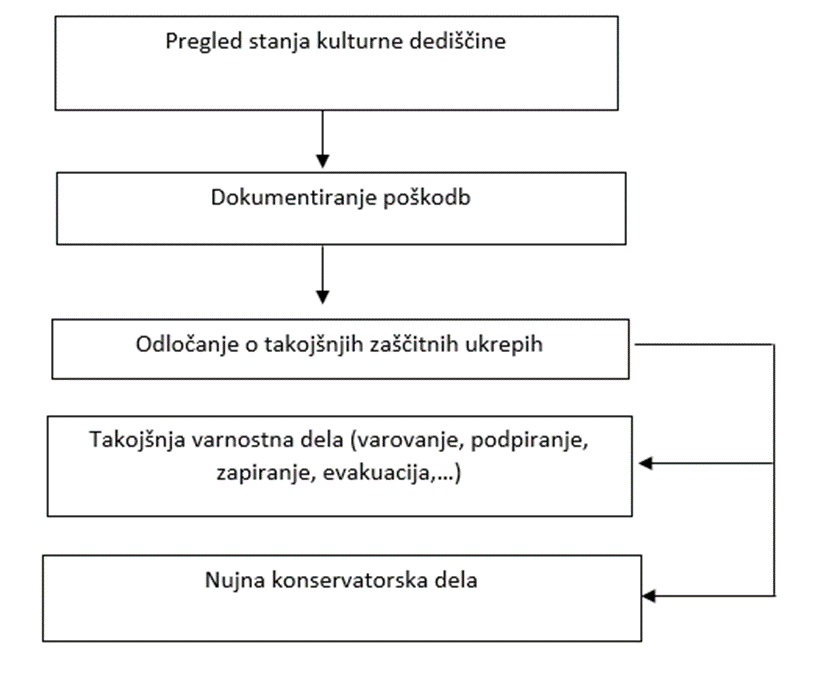 Pregled stanja kulturne dediščine
Dokumentiranje poškodb
Odločanje o takojšnjih zaščitnih ukrepih
Takojšnja varnostna dela (varovanje, podpiranje,
zapiranje, evakuacija,...)
Nujna konservatorska dela